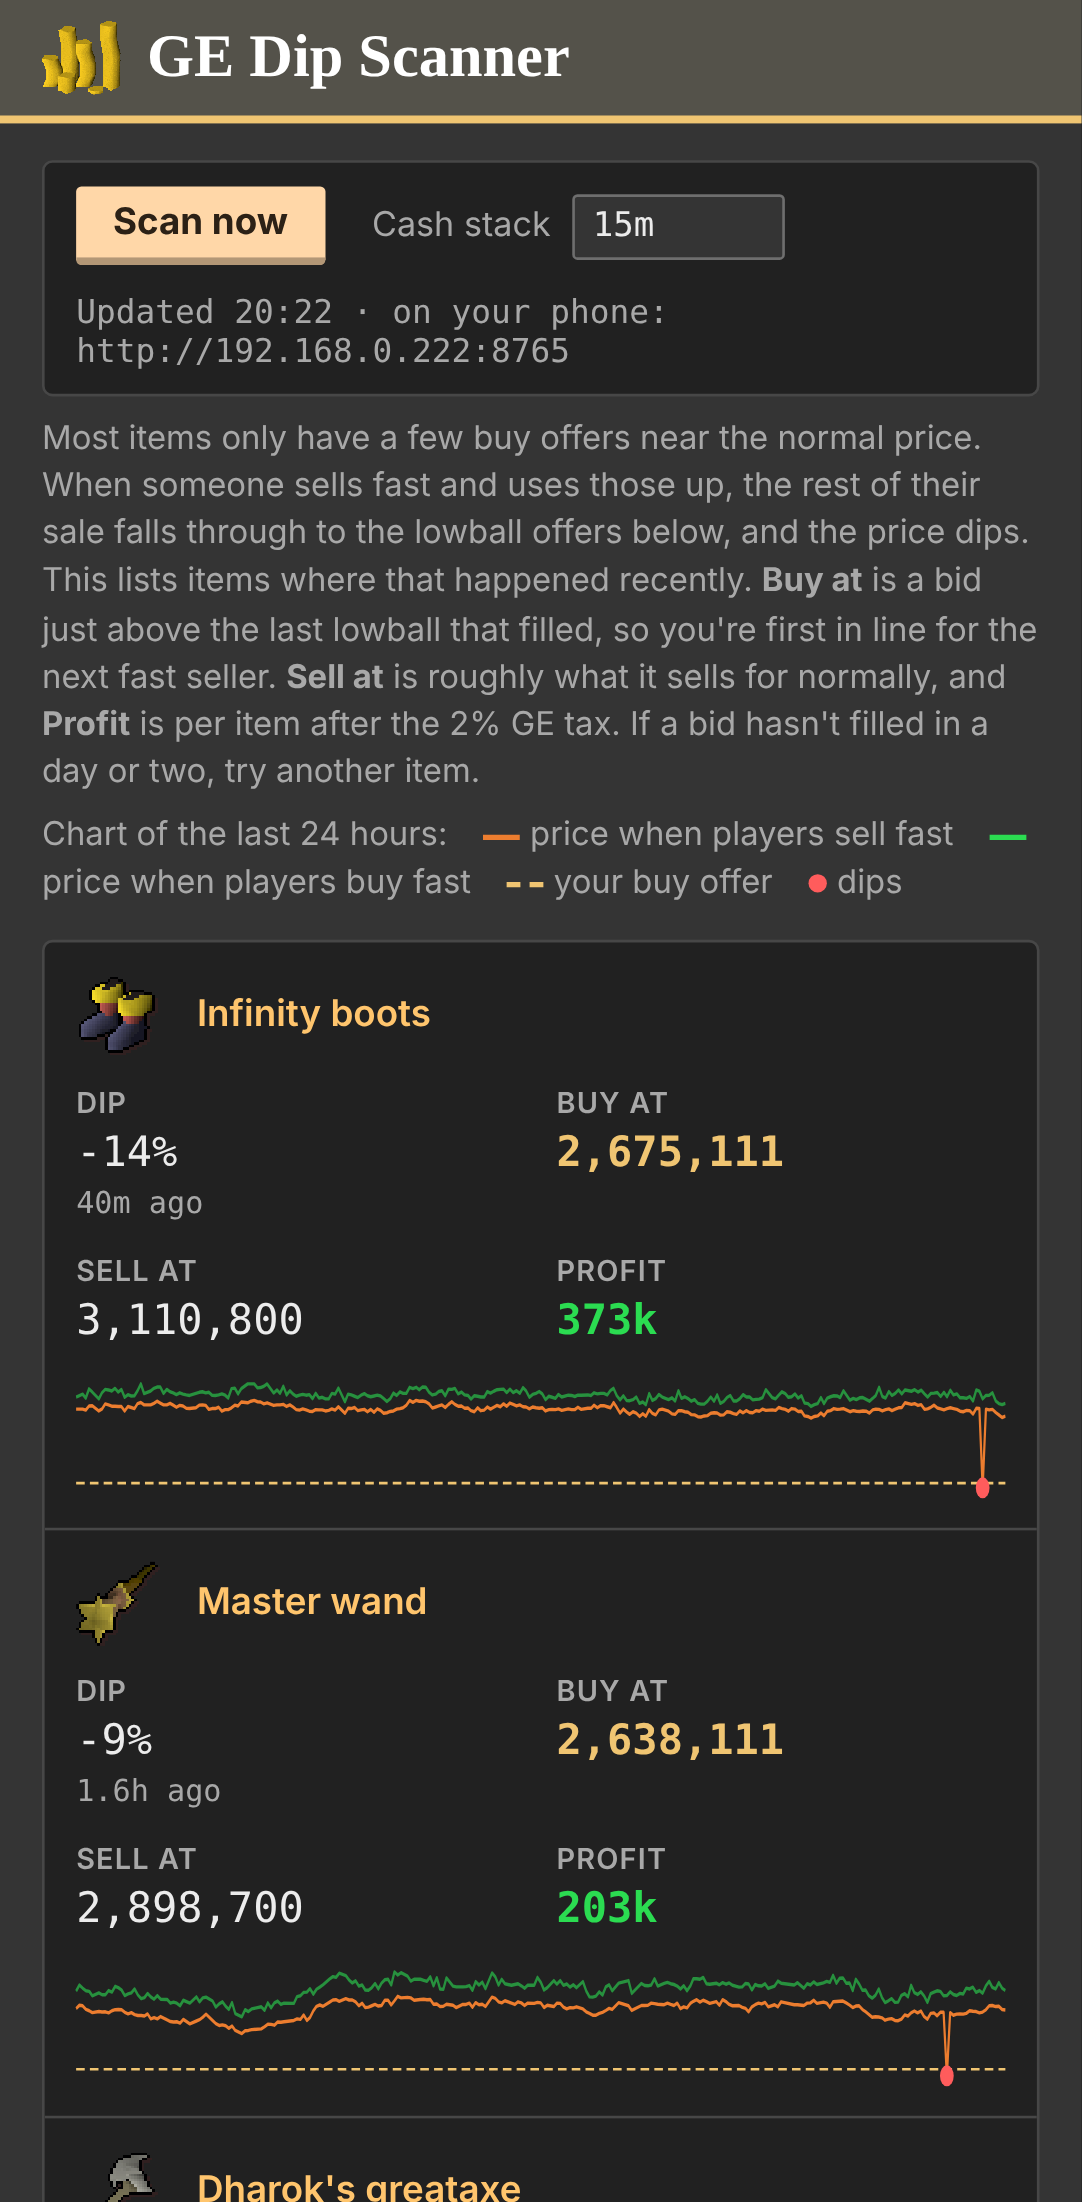 GE Dip Scanner
Scan now
Cash stack
15m
Updated 20:22 · on your phone:
http://192.168.0.222:8765
Most items only have a few buy offers near the normal price.
When someone sells fast and uses those up, the rest of their
sale falls through to the lowball offers below, and the price dips.
This lists items where that happened recently. Buy at is a bid
just above the last lowball that filled, so you're first in line for the
next fast seller. Sell at is roughly what it sells for normally, and
Profit is per item after the 2% GE tax. If a bid hasn't filled in a
day or two, try another item.
Chart of the last 24 hours: price when players sell fast
price when players buy fast your buy offer dips
Infinity boots
DIP
-14%
40m ago
BUY AT
2,675,111
SELL AT
3,110,800
PROFIT
373k
Master wand
DIP
-9%
1.6h ago
BUY AT
2,638,111
SELL AT
2,898,700
PROFIT
203k
Dharok's greataxe